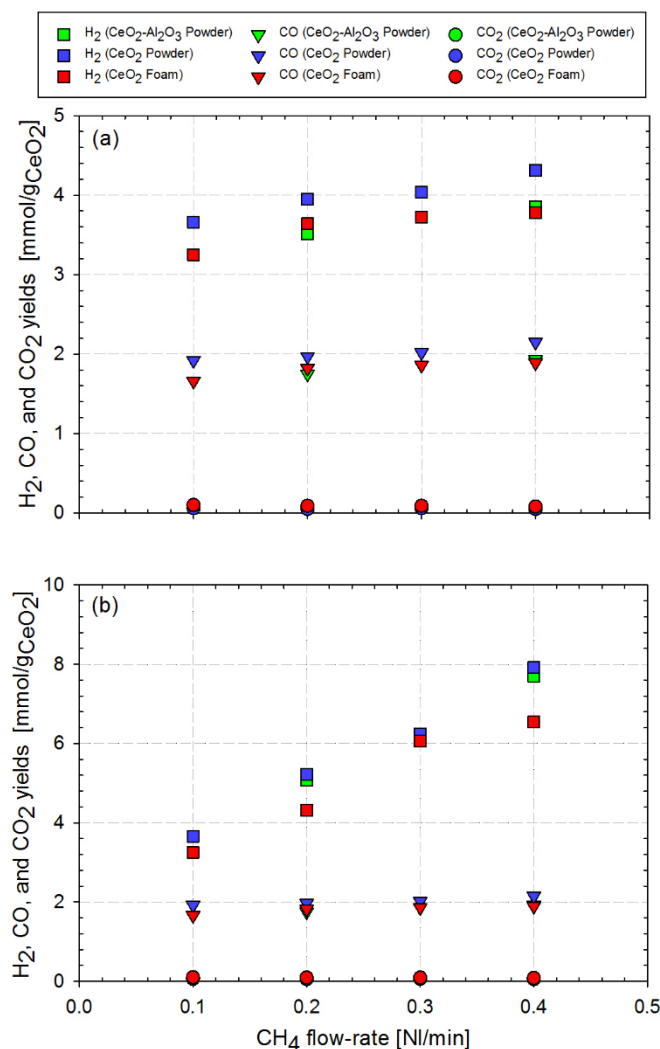 H2 (CeO2-Al2O3 Powder) CO (CeO2-Al2O3 Powder) CO2 (CeO2-Al2O3 Powder)
H2 (CeO2 Powder) CO (CeO2 Powder) CO2 (CeO2 Powder)
H2 (CeO2 Foam) CO (CeO2 Foam) CO2 (CeO2 Foam)
(a)
H2, CO, and CO2 yields [mmol/gCeO2]
5
4
3
2
1
0
(b)
H2, CO, and CO2 yields [mmol/gCeO2]
10
8
6
4
2
0
0.0 0.1 0.2 0.3 0.4 0.5
CH4 flow-rate [Nl/min]